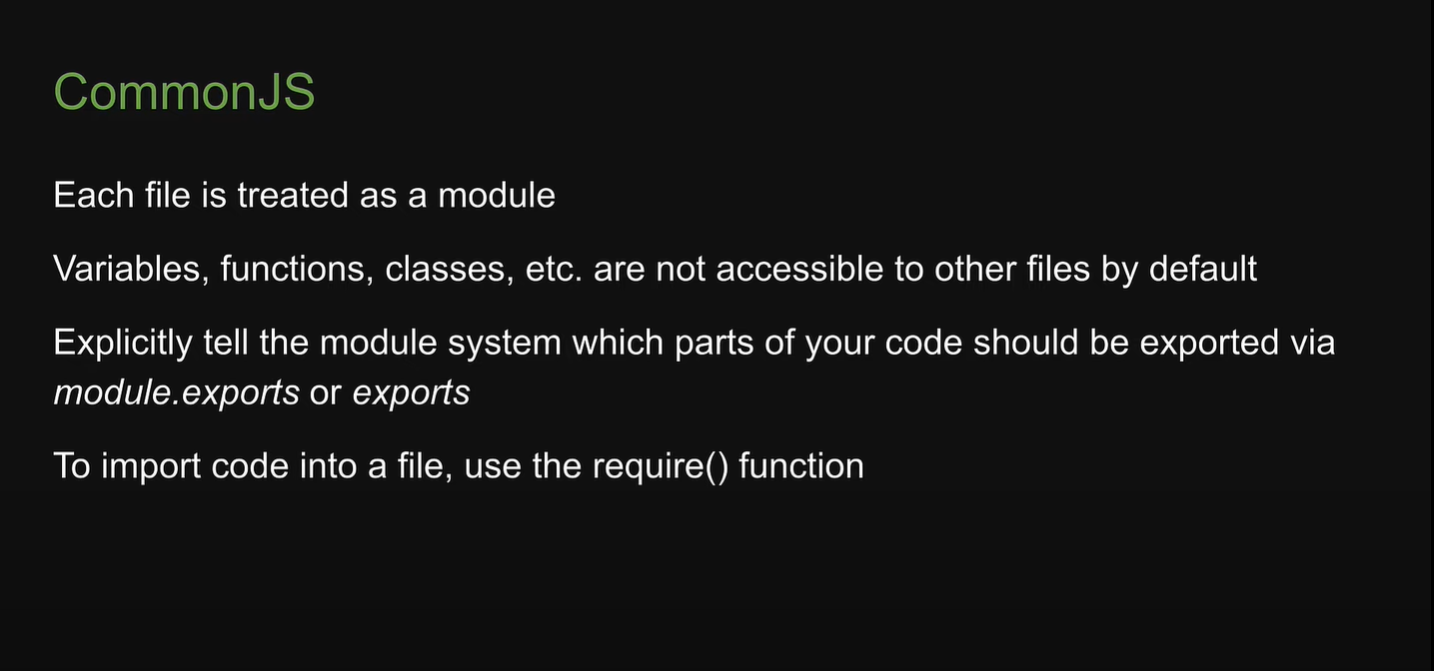 CommonJS
Each file is treated as a module
Variables, functions, classes, etc. are not accessible to other files by default
Explicitly tell the module system which parts of your code should be exported via
module.exports or exports
To import code into a file, use the require() function